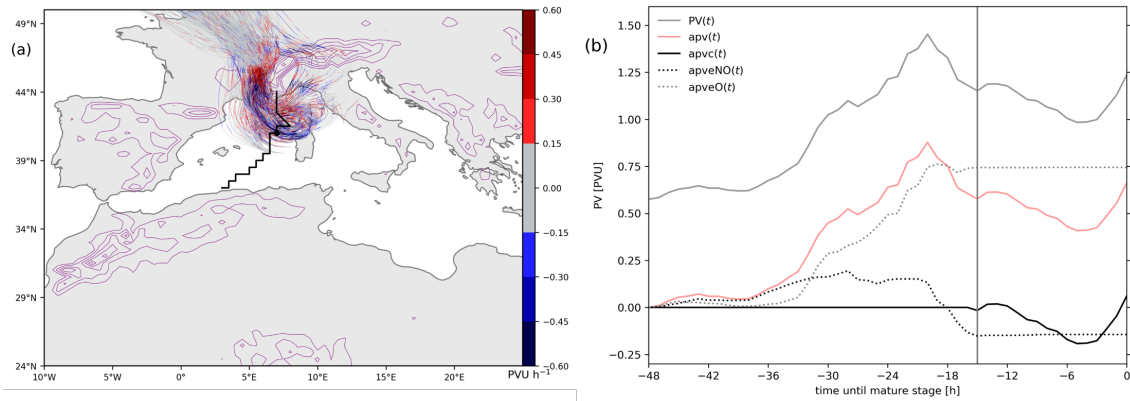 (a)
49°N
44°N
39°N
34°N
29°N
24°N
10°W
5°W
0°E
5°E
10°E
15°E
20°E
0.60
0.45
0.30
0.15
0.00
−0.15
−0.30
−0.45
−0.60
PVU h⁻¹
(b)
PV(t)
apv(t)
apvc(t)
apveNO(t)
apveO(t)
PV [PVU]
1.50
1.25
1.00
0.75
0.50
0.25
0.00
−0.25
−48
−42
−36
−30
−24
−18
−12
−6
0
time until mature stage [h]